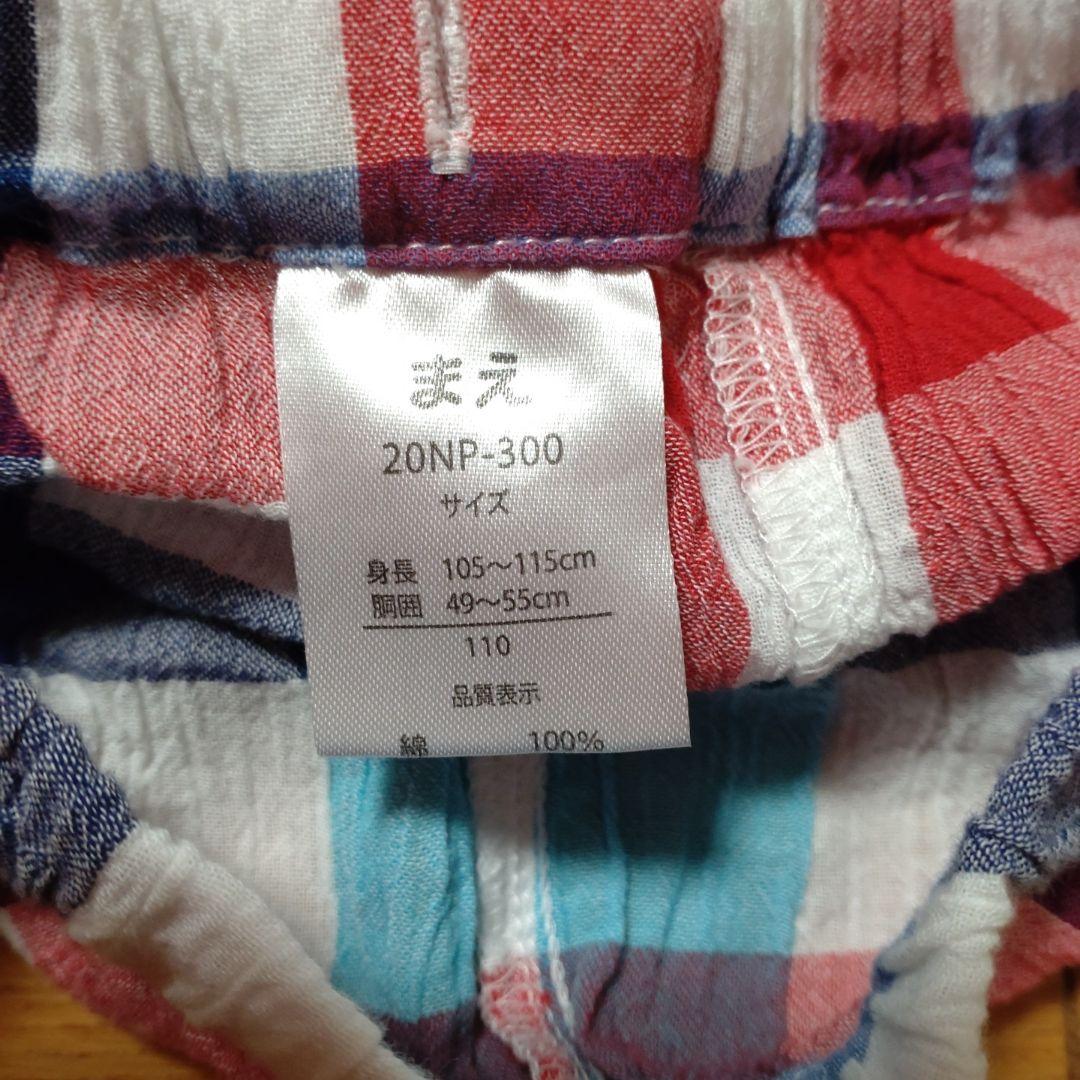 まえ
20NP-300
サイズ
身長 105～115cm
胴囲 49～55cm
110
品質表示
綿 100%